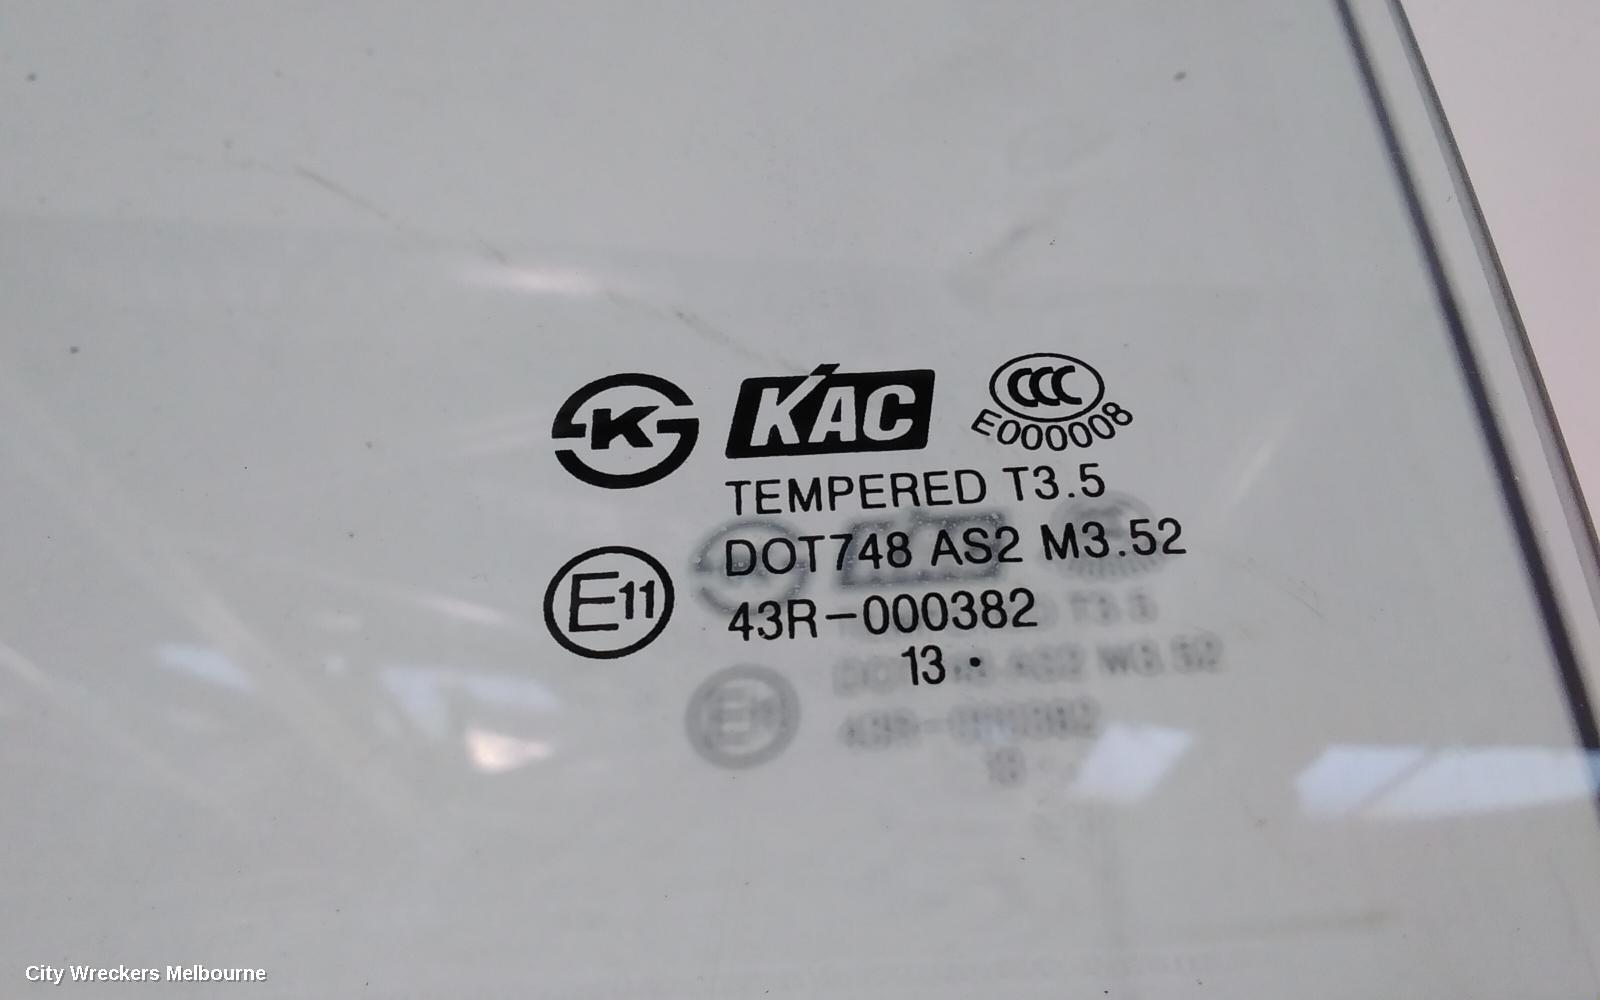 K
KAC
CCC
E000008
TEMPERED T3.5
DOT748 AS2 M3.52
E11
43R-000382
13 •
City Wreckers Melbourne